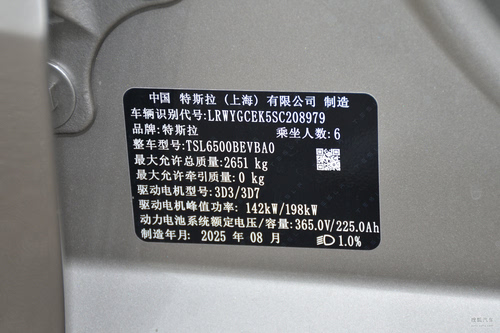 中国 特斯拉 (上海) 有限公司 制造
车辆识别代号: LRWYGCEK5SC208979
品牌: 特斯拉 乘坐人数: 6
整车型号: TSL6500BEVBA0
最大允许总质量: 2651 kg
最大允许牵引质量: 0 kg
驱动电机型号: 3D3/3D7
驱动电机峰值功率: 142kW/198kW
动力电池系统额定电压/容量: 365.0V/225.0Ah
制造年月: 2025 年 08 月 1.0%